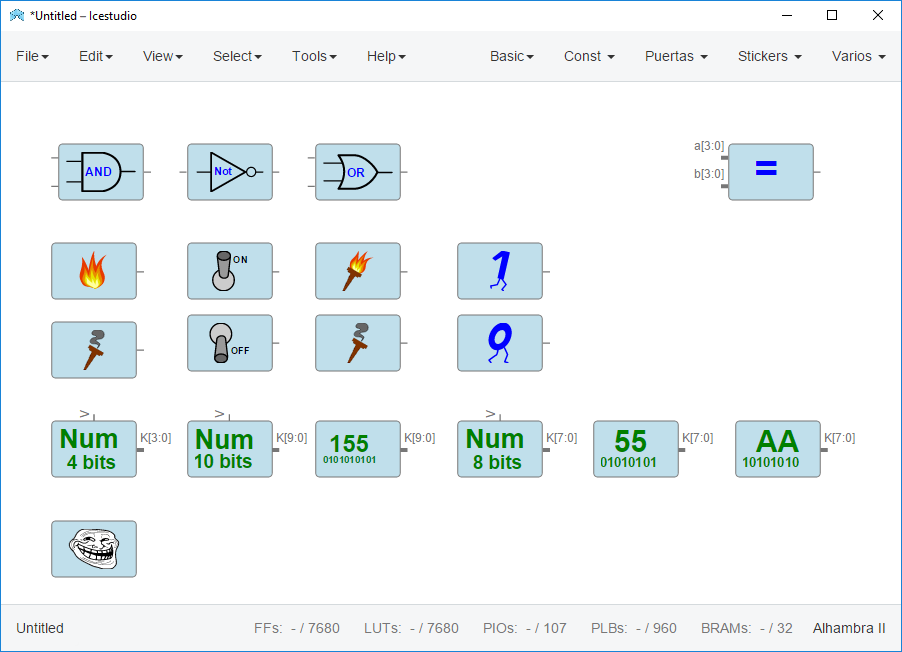 *Untitled – Icestudio
File Edit View Select Tools Help Basic Const Puertas Stickers Varios
AND Not OR a[3:0] b[3:0] =
ON 1
OFF 0
> > >
Num 4 bits K[3:0] Num 10 bits K[9:0] 155 0101010101 K[9:0] Num 8 bits K[7:0] 55 01010101 K[7:0] AA 10101010 K[7:0]
Untitled FFs: - / 7680 LUTs: - / 7680 PIOs: - / 107 PLBs: - / 960 BRAMs: - / 32 Alhambra II